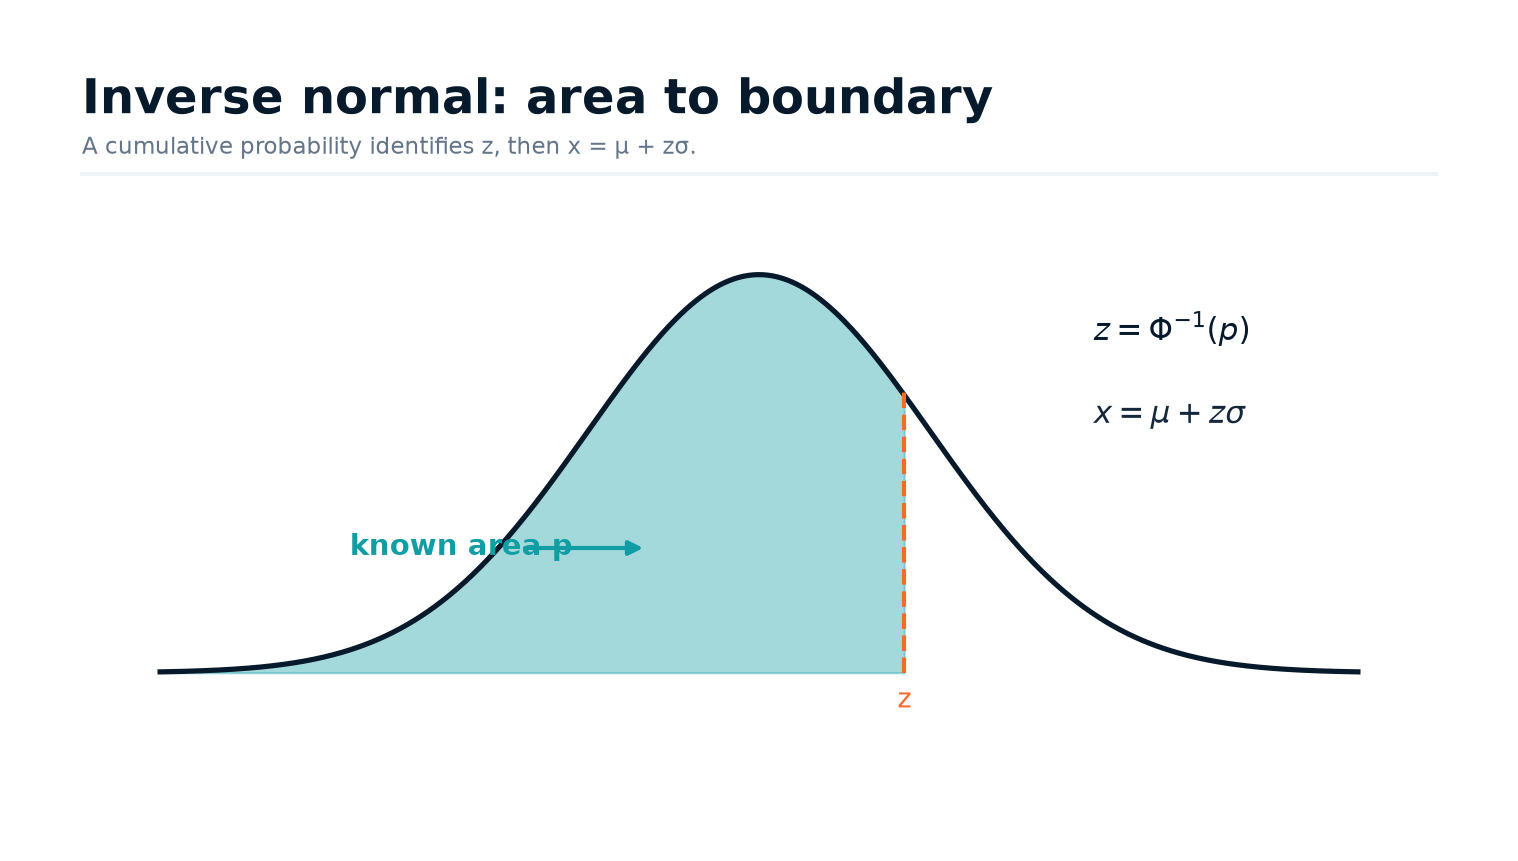 Inverse normal: area to boundary
A cumulative probability identifies z, then x = μ + zσ.
z = Φ⁻¹(p)
x = μ + zσ
known area p
z